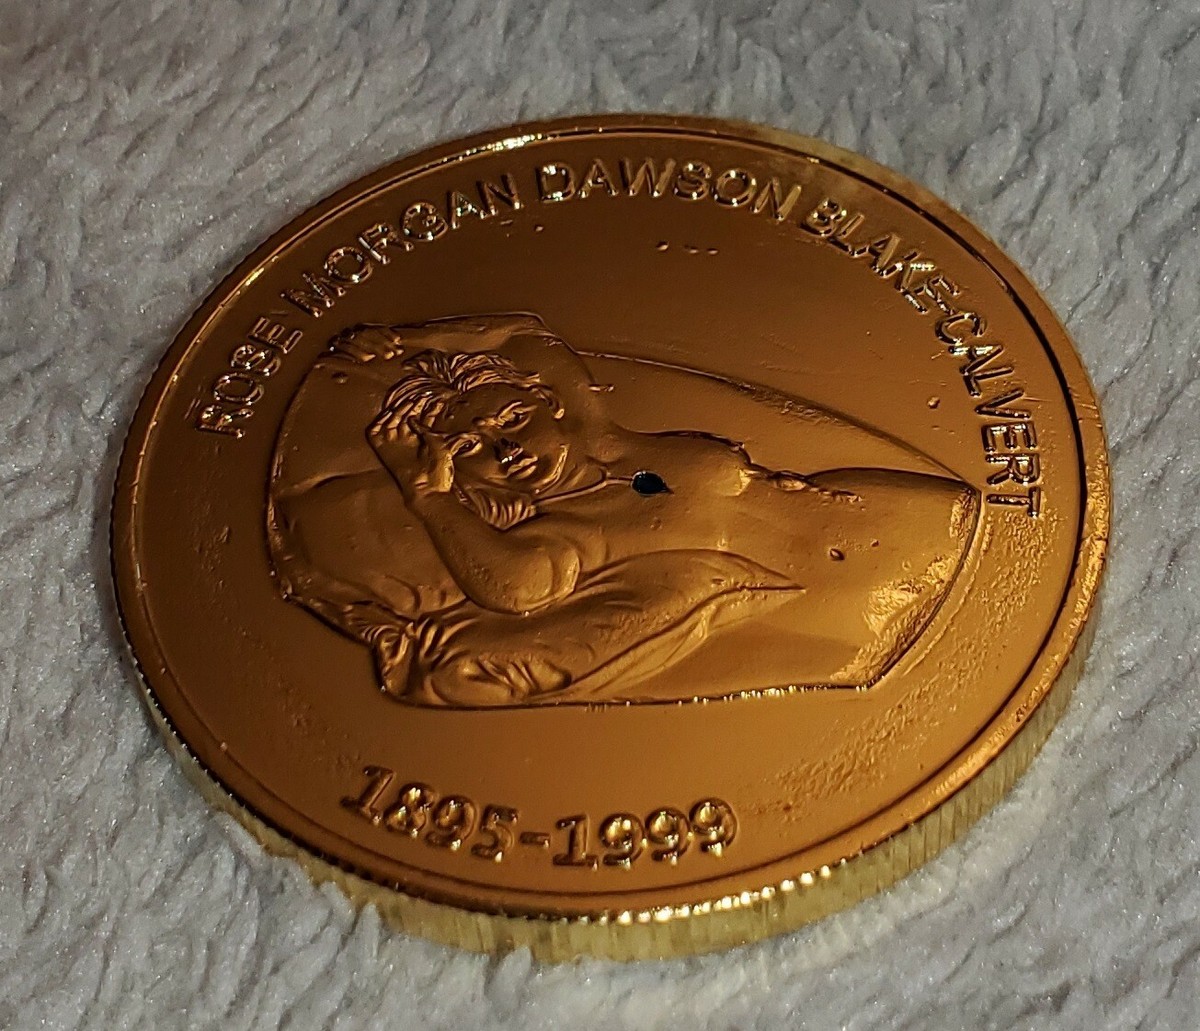 ROSE MORGAN DAWSON BLAKE-CALVERT
1895-1999